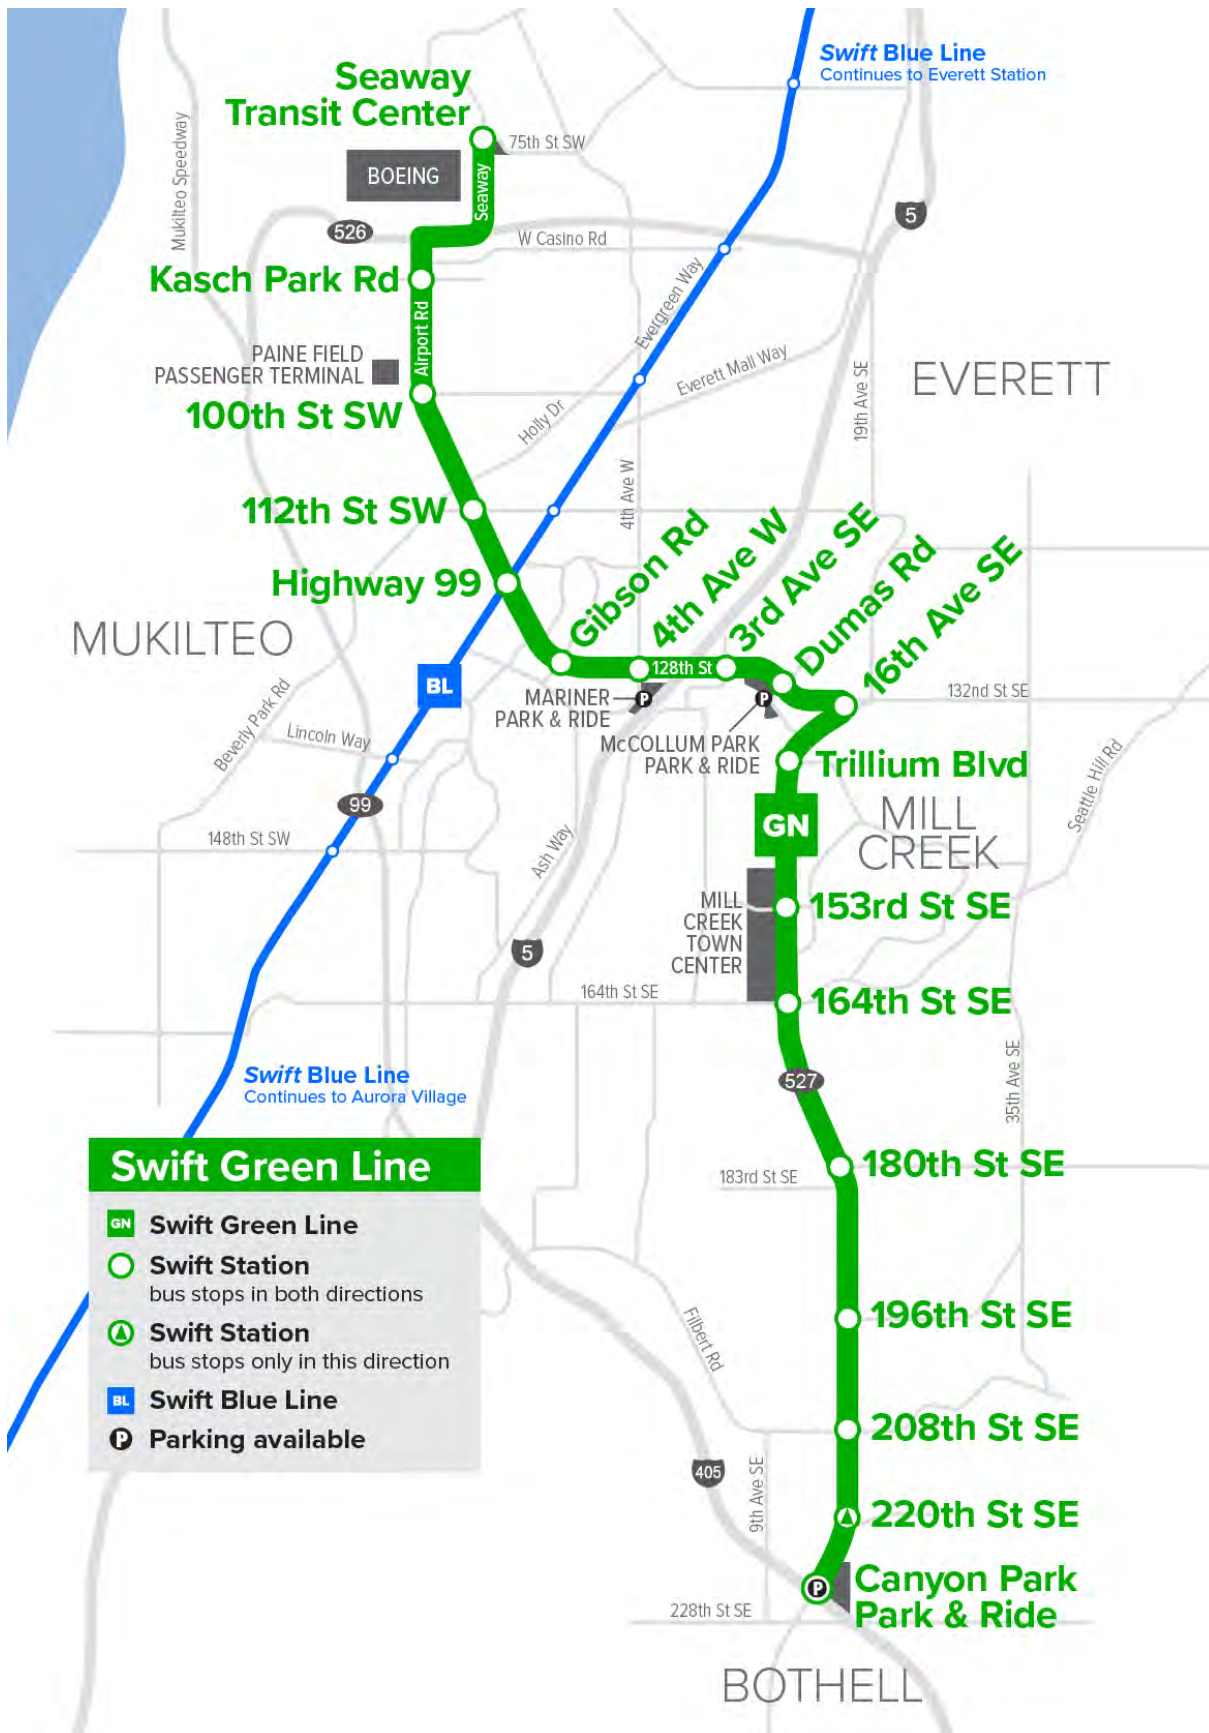 Swift Blue Line
Continues to Everett Station
Seaway
Transit Center
75th St SW
BOEING
Mukilteo Speedway
Seaway
5
526
W Casino Rd
Kasch Park Rd
Airport Rd
Evergreen Way
PAINE FIELD
PASSENGER TERMINAL
Everett Mall Way
19th Ave SE
EVERETT
100th St SW
Holly Dr
4th Ave W
112th St SW
Highway 99
Gibson Rd
4th Ave W
3rd Ave SE
Dumas Rd
16th Ave SE
MUKILTEO
128th St
BL
MARINER
PARK & RIDE
P
P
132nd St SE
Beverly Park Rd
Lincoln Way
McCOLLUM PARK
PARK & RIDE
Trillium Blvd
Seattle Hill Rd
99
GN
MILL
CREEK
148th St SW
Ash Way
MILL
CREEK
TOWN
CENTER
153rd St SE
5
164th St SE
164th St SE
35th Ave SE
527
Swift Blue Line
Continues to Aurora Village
180th St SE
183rd St SE
196th St SE
Filbert Rd
208th St SE
405
9th Ave SE
220th St SE
P
Canyon Park
Park & Ride
228th St SE
BOTHELL
Swift Green Line
GN Swift Green Line
Swift Station
bus stops in both directions
Swift Station
bus stops only in this direction
BL Swift Blue Line
P Parking available